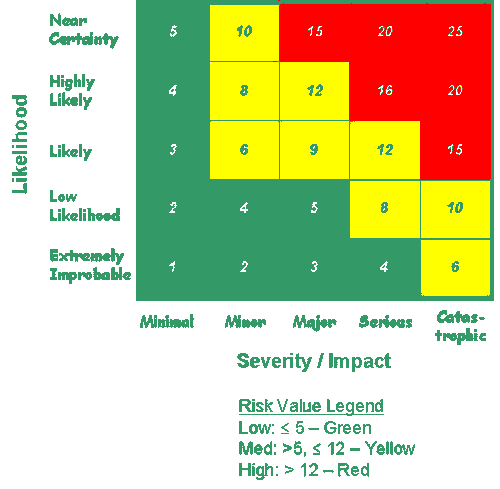 Near
Certainty
5
10
15
20
25
Highly
Likely
4
8
12
16
20
Likely
3
6
9
12
15
Low
Likelihood
2
4
5
8
10
Extremely
Improbable
1
2
3
4
6
Likelihood
Minimal
Minor
Major
Serious
Catas-
trophic
Severity / Impact
Risk Value Legend
Low: ≤ 5 – Green
Med: >5, ≤ 12 – Yellow
High: > 12 – Red